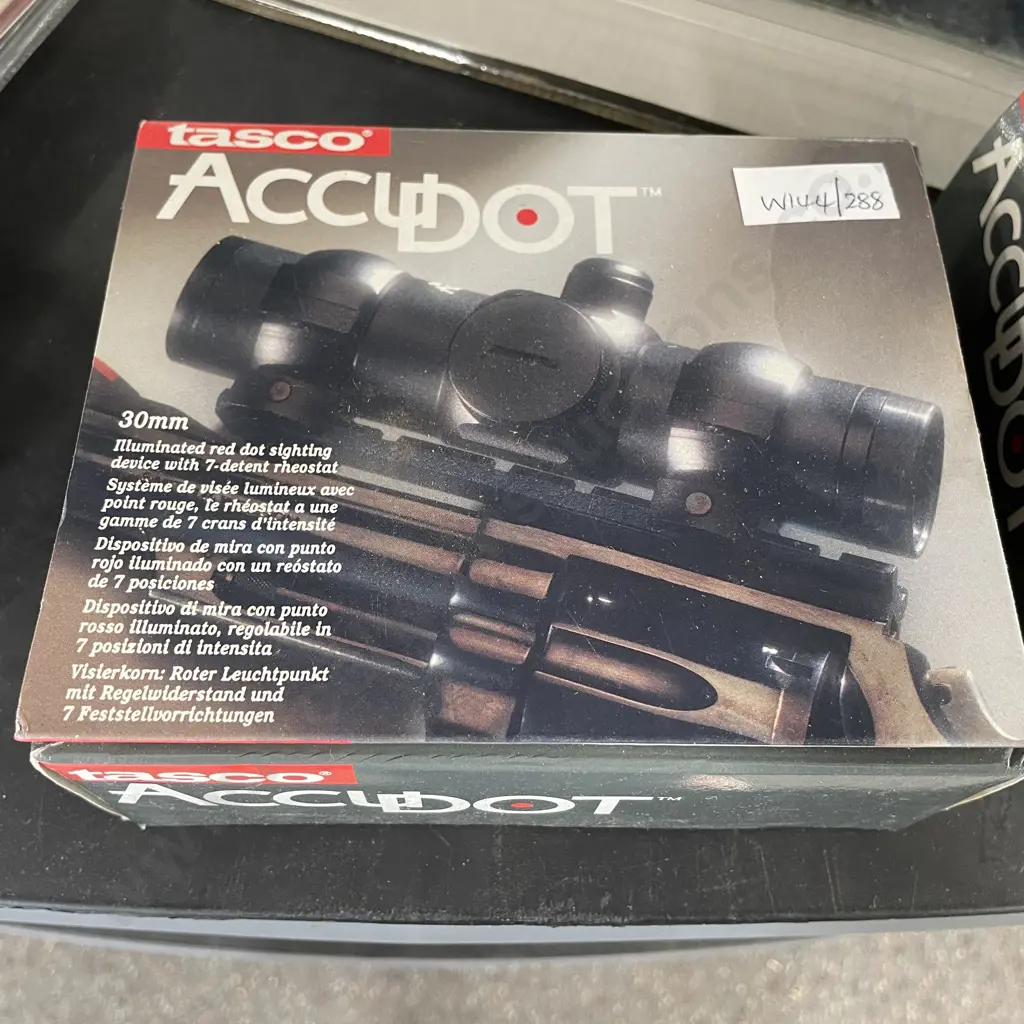 tasco®
ACCUDOT™
W144/288
30mm
Illuminated red dot sighting
device with 7-detent rheostat
Système de visée lumineux avec
point rouge, le rhéostat a une
gamme de 7 crans d'intensité
Dispositivo de mira con punto
rojo iluminado con un reóstato
de 7 posiciones
Dispositivo di mira con punto
rosso illuminato, regolabile in
7 posizioni di intensita
Visierkorn: Roter Leuchtpunkt
mit Regelwiderstand und
7 Feststellvorrichtungen
tasco®
ACCUDOT™
ACCUDOT